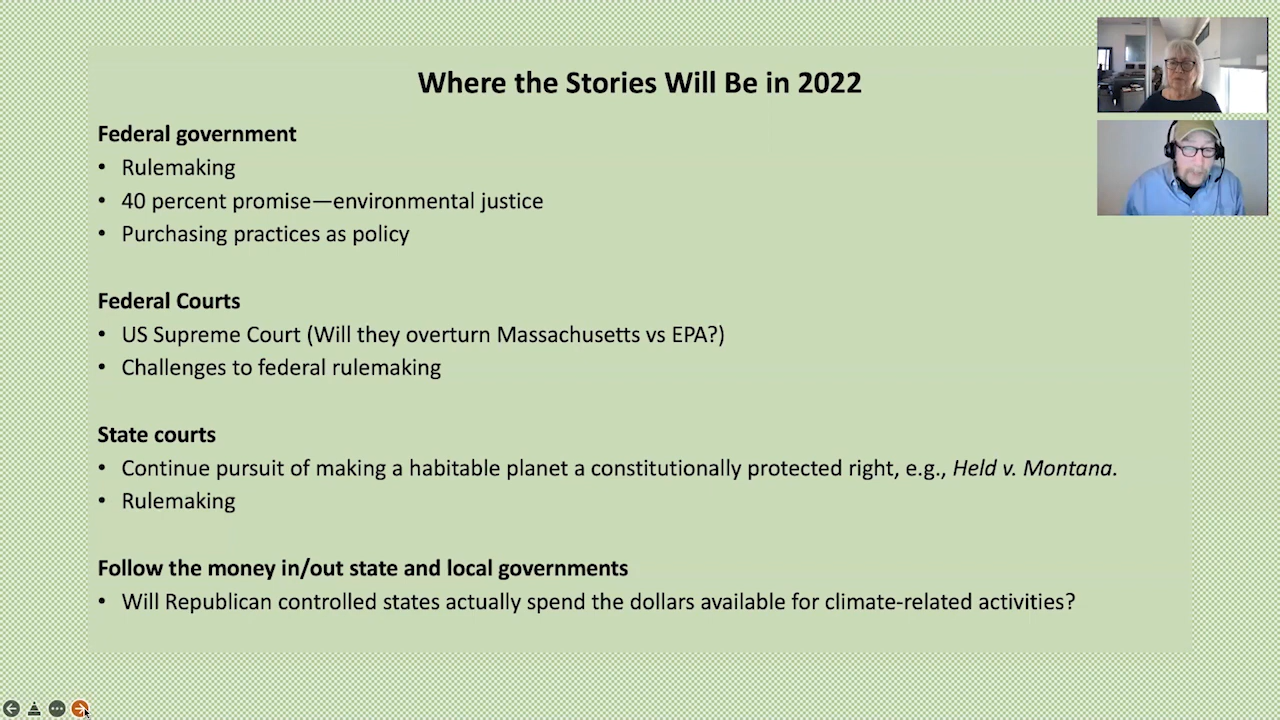 Where the Stories Will Be in 2022
Federal government
• Rulemaking
• 40 percent promise—environmental justice
• Purchasing practices as policy
Federal Courts
• US Supreme Court (Will they overturn Massachusetts vs EPA?)
• Challenges to federal rulemaking
State courts
• Continue pursuit of making a habitable planet a constitutionally protected right, e.g., Held v. Montana.
• Rulemaking
Follow the money in/out state and local governments
• Will Republican controlled states actually spend the dollars available for climate-related activities?